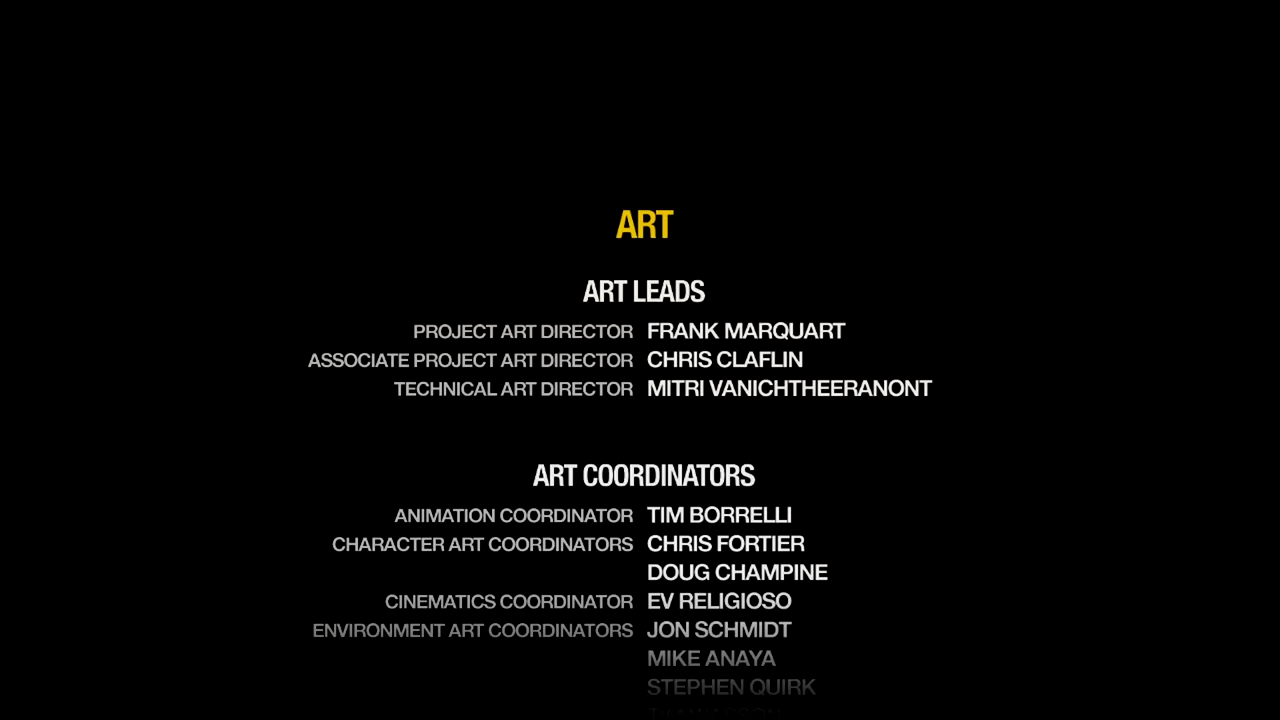 ART
ART LEADS
PROJECT ART DIRECTOR FRANK MARQUART
ASSOCIATE PROJECT ART DIRECTOR CHRIS CLAFLIN
TECHNICAL ART DIRECTOR MITRI VANICHTHEERANONT
ART COORDINATORS
ANIMATION COORDINATOR TIM BORRELLI
CHARACTER ART COORDINATORS CHRIS FORTIER
DOUG CHAMPINE
CINEMATICS COORDINATOR EV RELIGIOSO
ENVIRONMENT ART COORDINATORS JON SCHMIDT
MIKE ANAYA
STEPHEN QUIRK